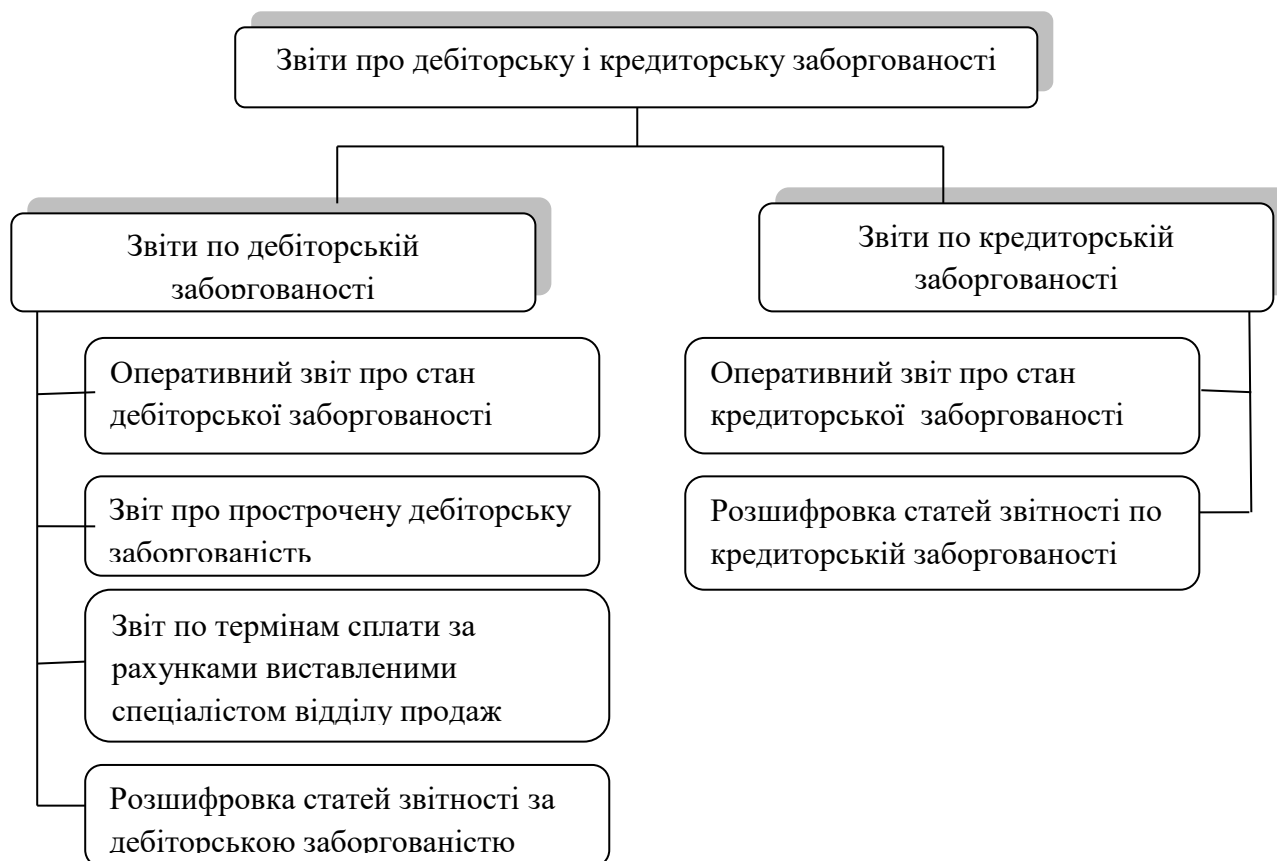 Звіти про дебіторську і кредиторську заборгованості
Звіти по дебіторській
заборгованості
Звіти по кредиторській
заборгованості
Оперативний звіт про стан
дебіторської заборгованості
Звіт про прострочену дебіторську
заборгованість
Звіт по термінам сплати за
рахунками виставленими
спеціалістом відділу продаж
Розшифровка статей звітності за
дебіторською заборгованістю
Оперативний звіт про стан
кредиторської заборгованості
Розшифровка статей звітності по
кредиторській заборгованості